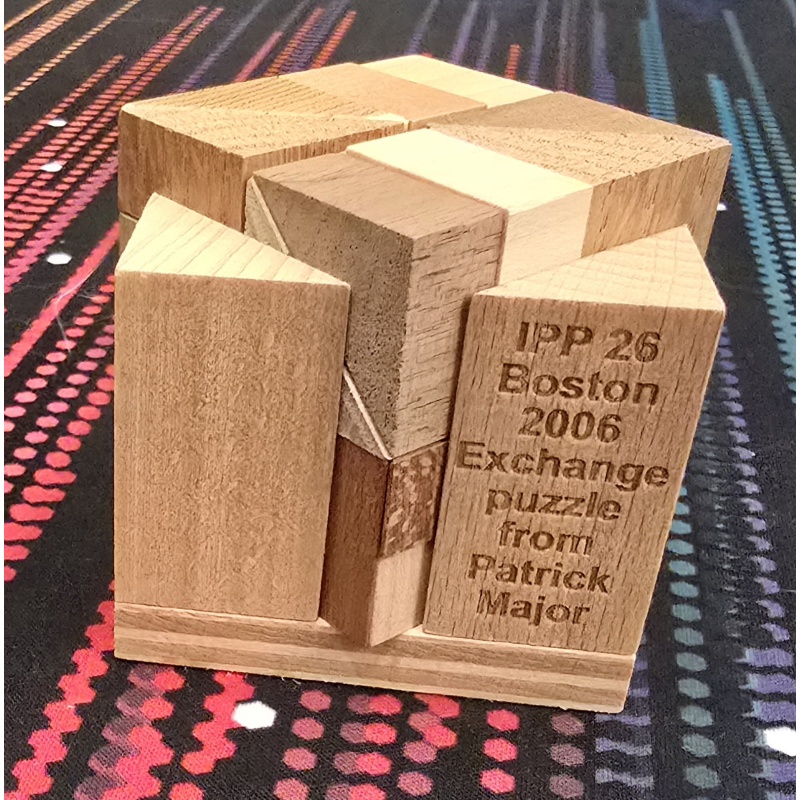 IPP 26
Boston
2006
Exchange
puzzle
from
Patrick
Major